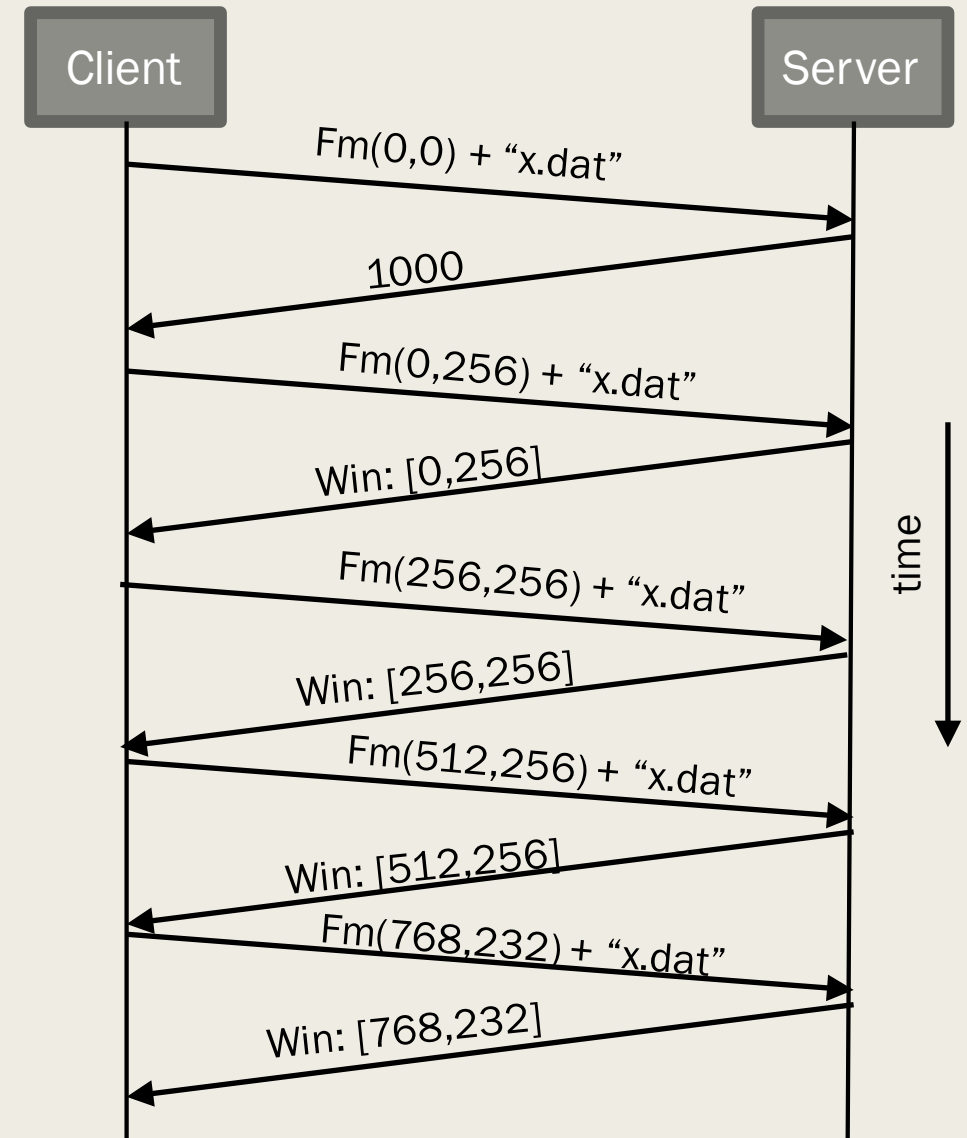 Client
Server
Fm(0,0) + “x.dat”
1000
Fm(0,256) + “x.dat”
Win: [0,256]
time
Fm(256,256) + “x.dat”
Win: [256,256]
Fm(512,256) + “x.dat”
Win: [512,256]
Fm(768,232) + “x.dat”
Win: [768,232]